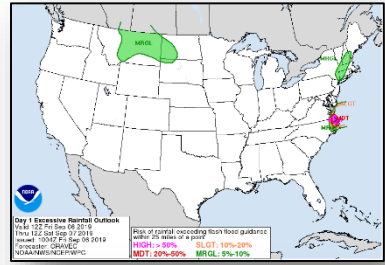 MRGL
MRGL
SLGT
MDT
MRGL
noaa
Day 1 Excessive Rainfall Outlook
Valid 12Z Fri Sep 06 2019
Thru 12Z Sat Sep 07 2019
Issued: 1004Z Fri Sep 06 2019
Forecaster: ORAVEC
NOAA/NWS/NCEP/WPC
Risk of rainfall exceeding flash flood guidance
within 25 miles of a point
HIGH: > 50% SLGT: 10%-20%
MDT: 20%-50% MRGL: 5%-10%